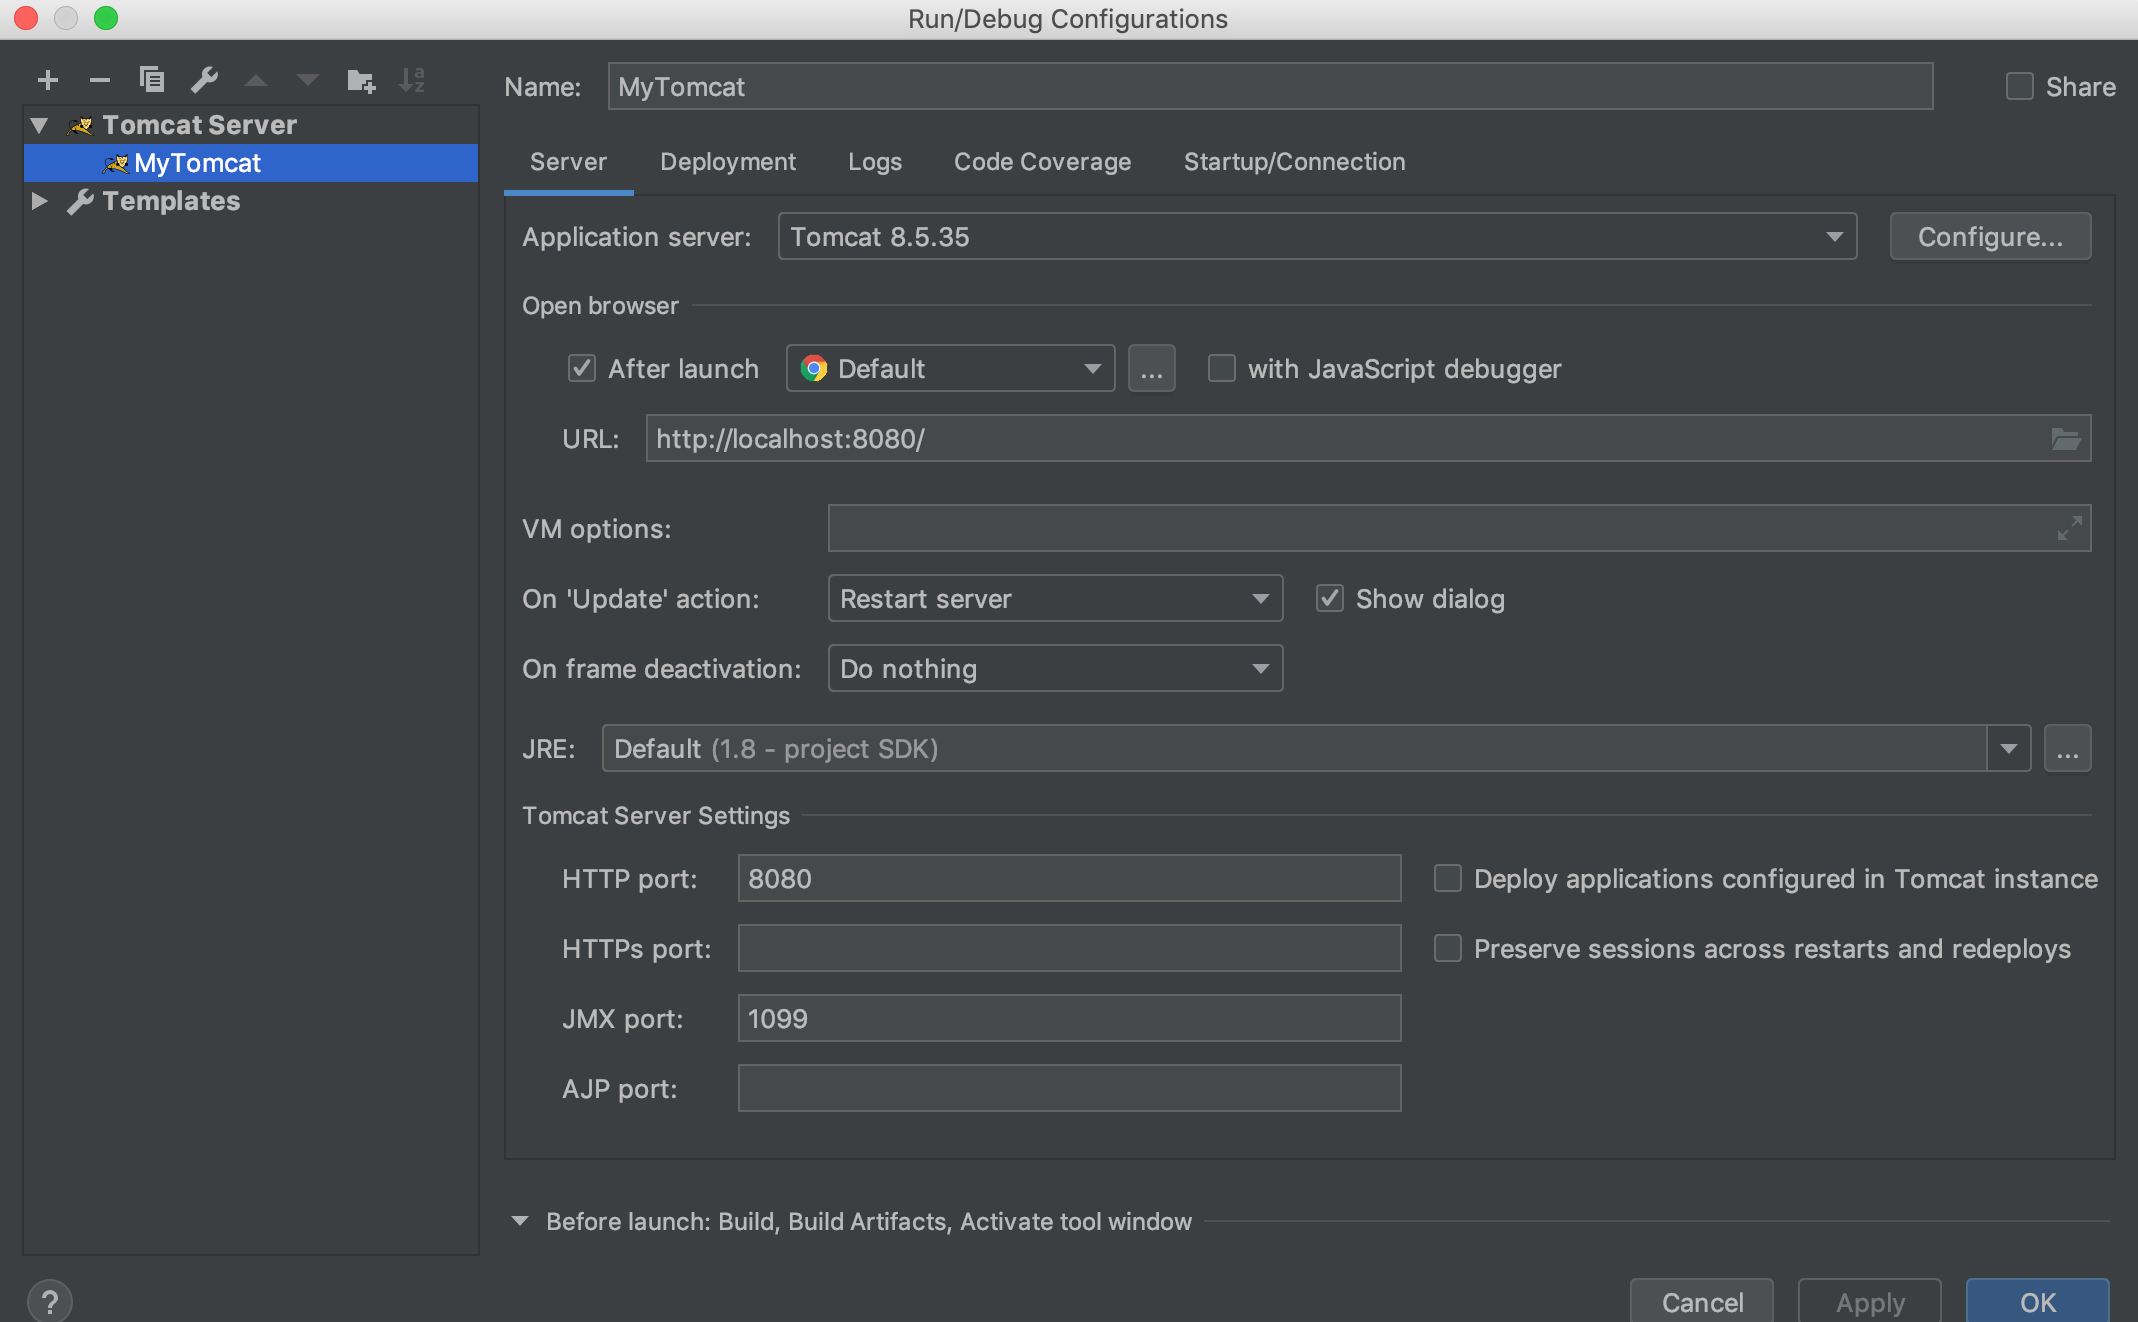 Run/Debug Configurations
Name: MyTomcat Share
Tomcat Server
MyTomcat
Templates
Server Deployment Logs Code Coverage Startup/Connection
Application server: Tomcat 8.5.35 Configure...
Open browser
After launch Default ... with JavaScript debugger
URL: http://localhost:8080/
VM options:
On 'Update' action: Restart server Show dialog
On frame deactivation: Do nothing
JRE: Default (1.8 - project SDK) ...
Tomcat Server Settings
HTTP port: 8080 Deploy applications configured in Tomcat instance
HTTPs port: Preserve sessions across restarts and redeploys
JMX port: 1099
AJP port:
Before launch: Build, Build Artifacts, Activate tool window
? Cancel Apply OK